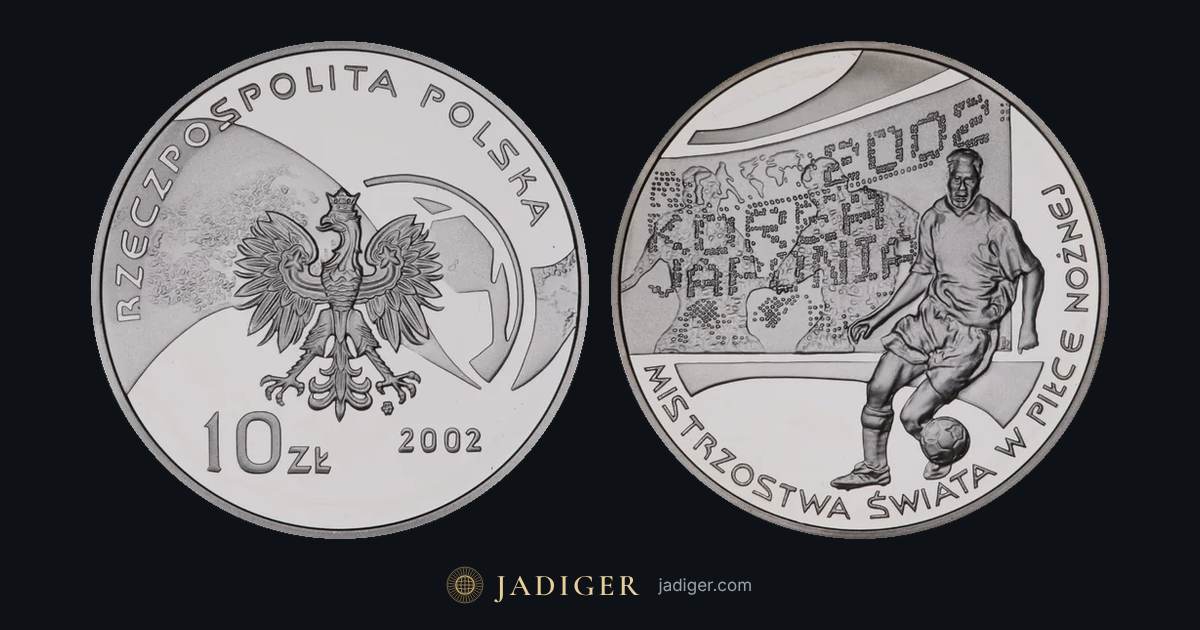 RZECZPOSPOLITA POLSKA
10 ZŁ
2002
2002
KOREA
JAPONIA
MISTRZOSTWA ŚWIATA W PIŁCE NOŻNEJ
JADIGER
jadiger.com